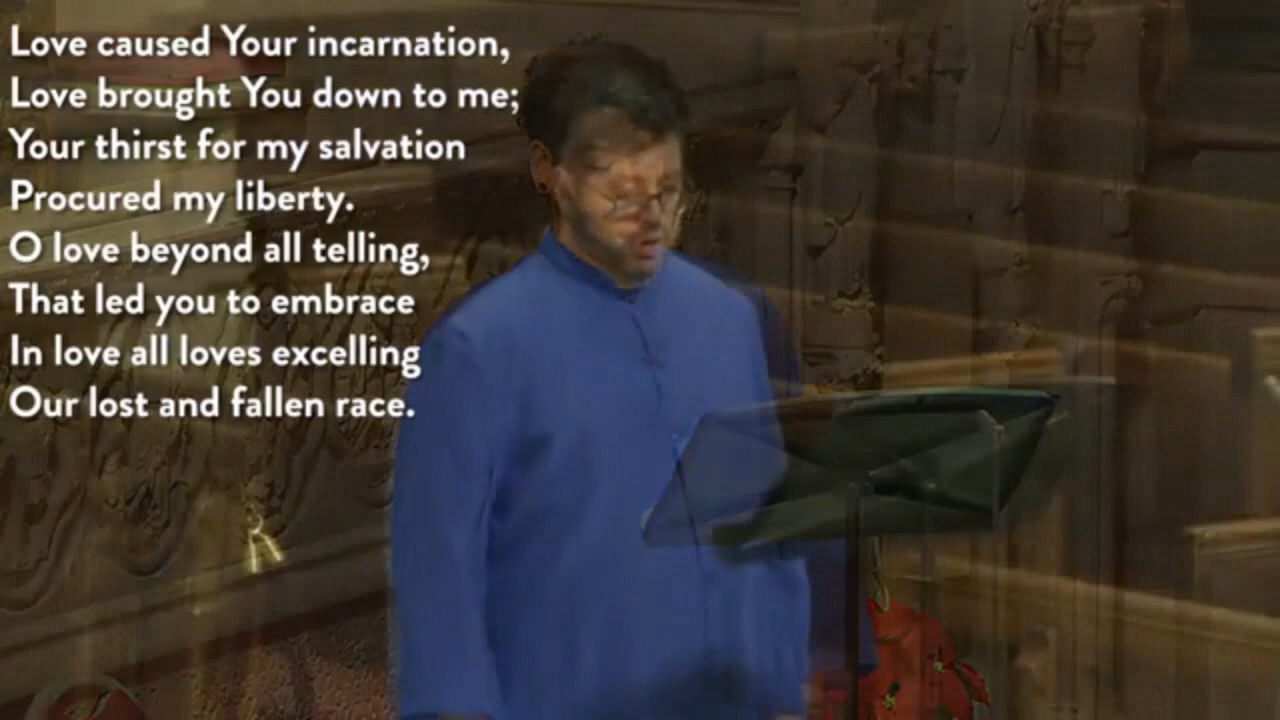 Love caused Your incarnation,
Love brought You down to me;
Your thirst for my salvation
Procured my liberty.
O love beyond all telling,
That led you to embrace
In love all loves excelling
Our lost and fallen race.